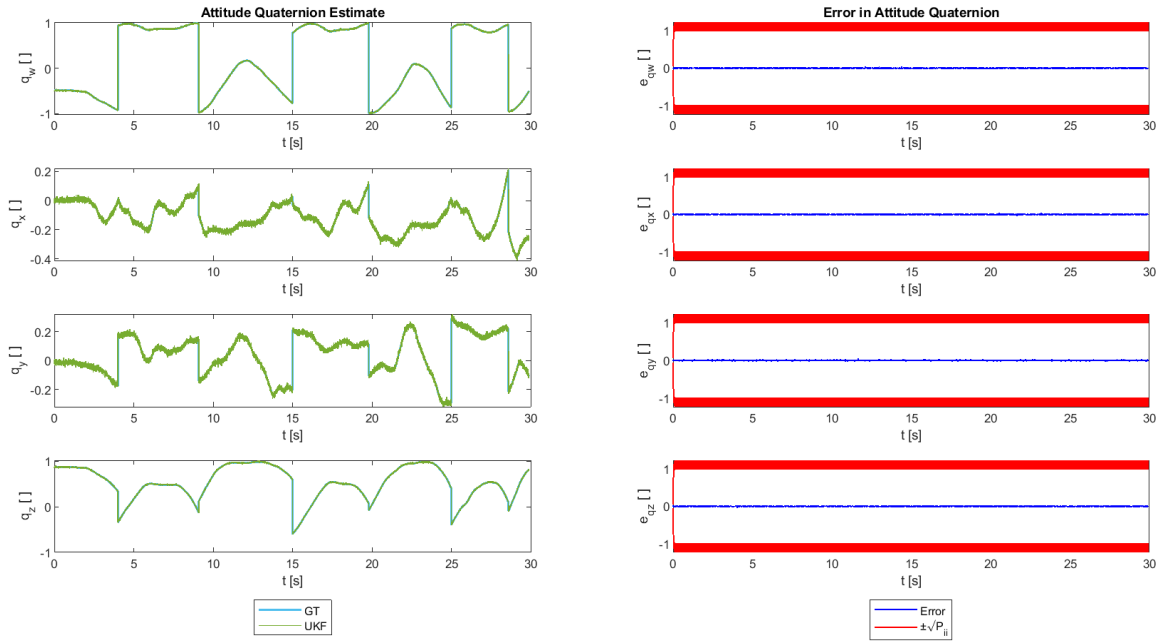 Attitude Quaternion Estimate
1
0
-1
q_w [ ]
0 5 10 15 20 25 30
t [s]
0.2
0
-0.2
-0.4
q_x [ ]
0 5 10 15 20 25 30
t [s]
0.2
0
-0.2
q_y [ ]
0 5 10 15 20 25 30
t [s]
1
0
-1
q_z [ ]
0 5 10 15 20 25 30
t [s]
GT
UKF
Error in Attitude Quaternion
1
0
-1
e_qw [ ]
0 5 10 15 20 25 30
t [s]
1
0
-1
e_qx [ ]
0 5 10 15 20 25 30
t [s]
1
0
-1
e_qy [ ]
0 5 10 15 20 25 30
t [s]
1
0
-1
e_qz [ ]
0 5 10 15 20 25 30
t [s]
Error
±√P_ii